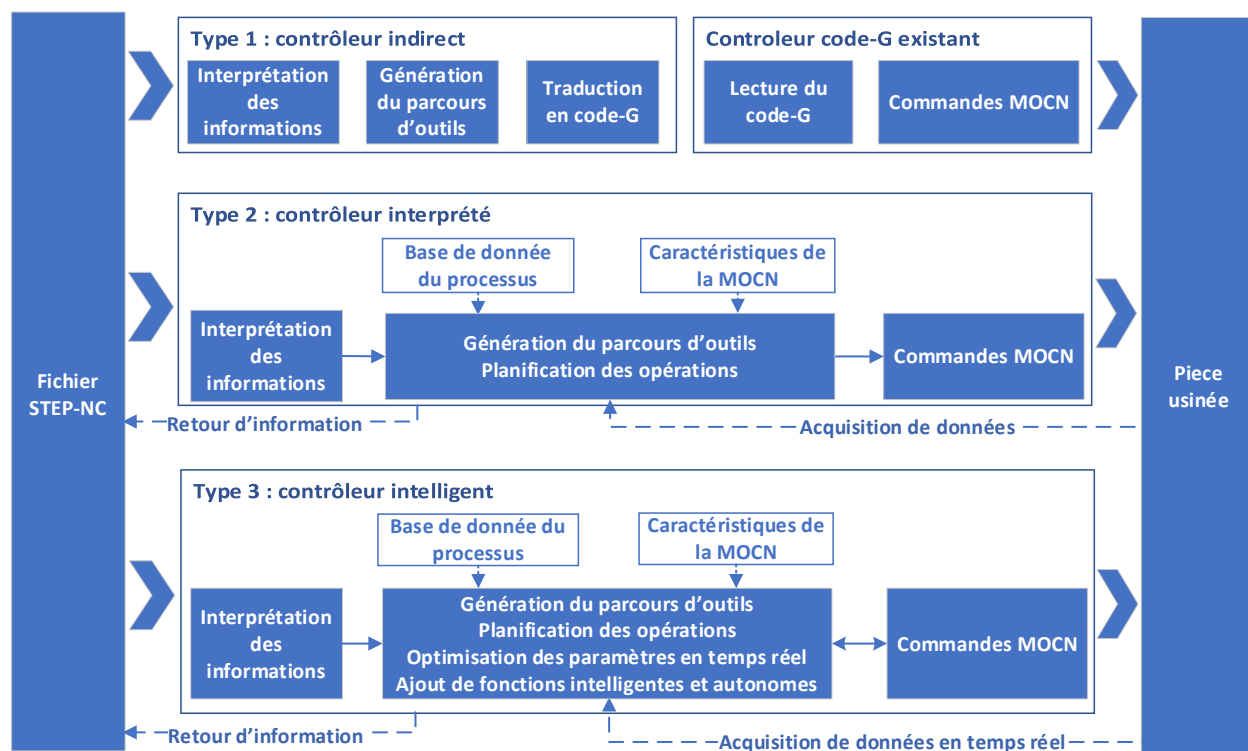 Type 1 : contrôleur indirect
Interprétation
des
informations
Génération
du parcours
d'outils
Traduction
en code-G
Controleur code-G existant
Lecture du
code-G
Commandes MOCN
Type 2 : contrôleur interprété
Base de donnée
du processus
Caractéristiques de
la MOCN
Interprétation
des
informations
Génération du parcours d'outils
Planification des opérations
Commandes MOCN
Fichier
STEP-NC
Piece
usinée
Retour d'information
Acquisition de données
Type 3 : contrôleur intelligent
Base de donnée du
processus
Caractéristiques de
la MOCN
Interprétation
des
informations
Génération du parcours d'outils
Planification des opérations
Optimisation des paramètres en temps réel
Ajout de fonctions intelligentes et autonomes
Commandes MOCN
Retour d'information
Acquisition de données en temps réel